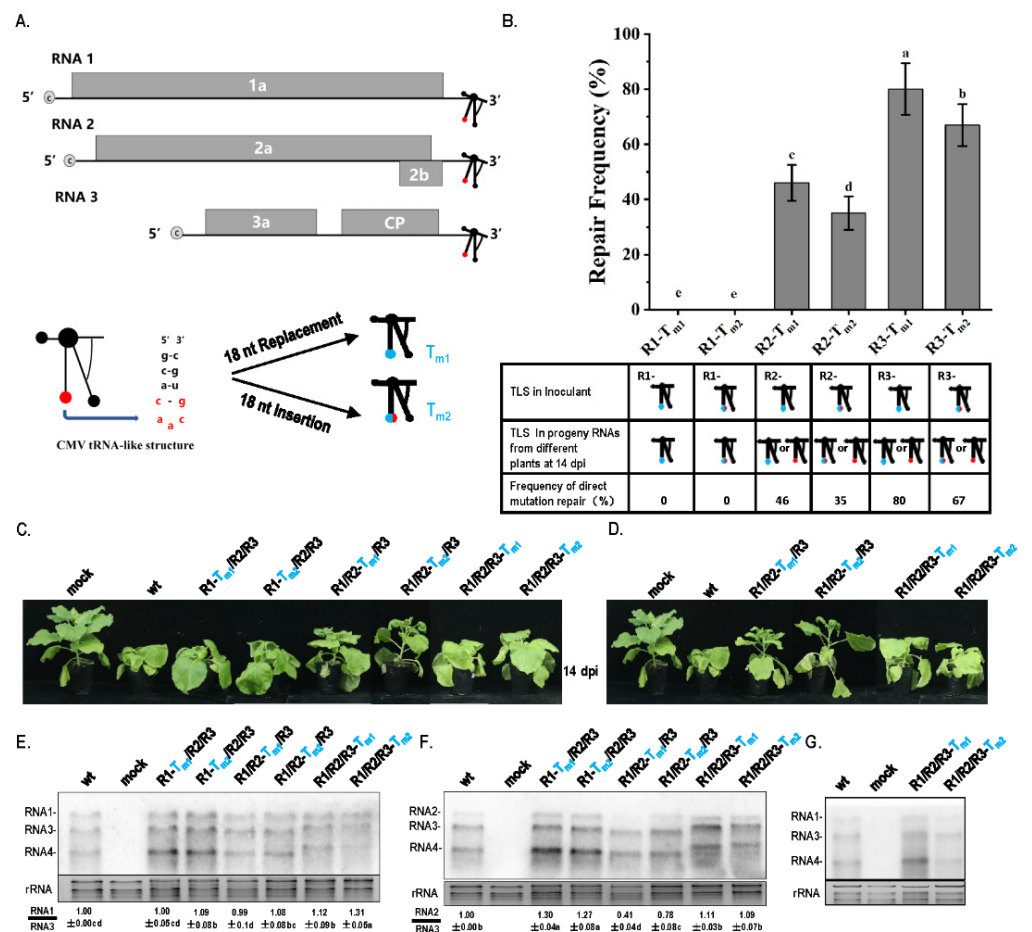 A.
RNA 1
1a
5′
c
3′
RNA 2
2a
5′
c
3′
2b
RNA 3
3a
CP
5′
c
3′
5′ 3′
g-c
c-g
a-u
c - g
a c
a
CMV tRNA-like structure
18 nt Replacement
Tm1
18 nt Insertion
Tm2
B.
Repair Frequency (%)
100
80
60
40
20
0
e
e
c
d
a
b
R1-Tm1
R1-Tm2
R2-Tm1
R2-Tm2
R3-Tm1
R3-Tm2
TLS in Inoculant
R1-
R1-
R2-
R2-
R3-
R3-
TLS In progeny RNAs
from different
plants at 14 dpi
or
or
or
or
Frequency of direct
mutation repair (%)
0
0
46
35
80
67
C.
mock
wt
R1-Tm1/R2/R3
R1-Tm2/R2/R3
R1/R2-Tm1/R3
R1/R2-Tm2/R3
R1/R2/R3-Tm1
R1/R2/R3-Tm2
14 dpi
D.
mock
wt
R1/R2-Tm1/R3
R1/R2-Tm2/R3
R1/R2/R3-Tm1
R1/R2/R3-Tm2
E.
wt
mock
R1-Tm1/R2/R3
R1-Tm2/R2/R3
R1/R2-Tm1/R3
R1/R2-Tm2/R3
R1/R2/R3-Tm1
R1/R2/R3-Tm2
RNA1-
RNA3-
RNA4-
rRNA
RNA1
RNA3
1.00 1.00 1.09 0.99 1.08 1.12 1.31
±0.00cd ±0.05cd ±0.08b ±0.1d ±0.08bc ±0.09b ±0.05a
F.
wt
mock
R1-Tm1/R2/R3
R1-Tm2/R2/R3
R1/R2-Tm1/R3
R1/R2-Tm2/R3
R1/R2/R3-Tm1
R1/R2/R3-Tm2
RNA2-
RNA3-
RNA4-
rRNA
RNA2
RNA3
1.00 1.30 1.27 0.41 0.78 1.11 1.09
±0.00b ±0.04a ±0.08a ±0.04d ±0.08c ±0.03b ±0.07b
G.
wt
mock
R1/R2/R3-Tm1
R1/R2/R3-Tm2
RNA1-
RNA3-
RNA4-
rRNA